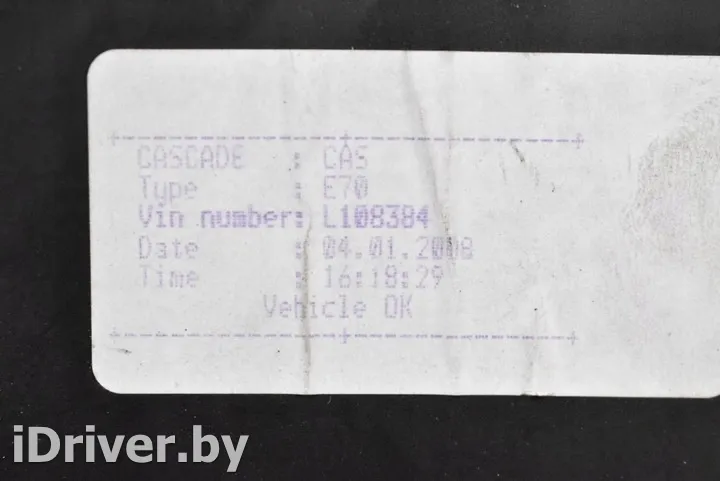 CASCADE : CAS
Type : E70
Vin number: L108384
Date : 04.01.2008
Time : 16:18:29
Vehicle OK
iDriver.by